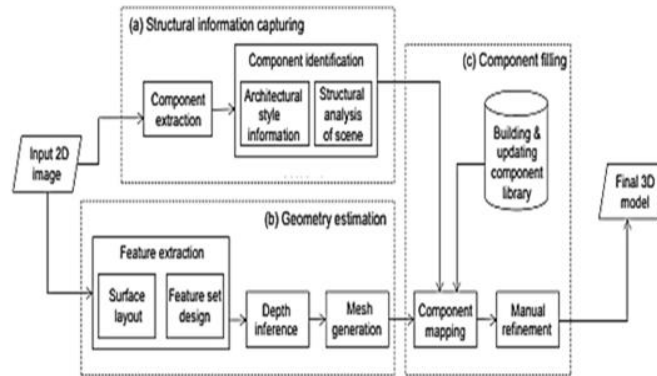 (a) Structural information capturing
Component
extraction
Component identification
Architectural
style
information
Structural
analysis
of scene
Input 2D
image
(b) Geometry estimation
Feature extraction
Surface
layout
Feature set
design
Depth
inference
Mesh
generation
(c) Component filling
Building &
updating
component
library
Component
mapping
Manual
refinement
Final 3D
model